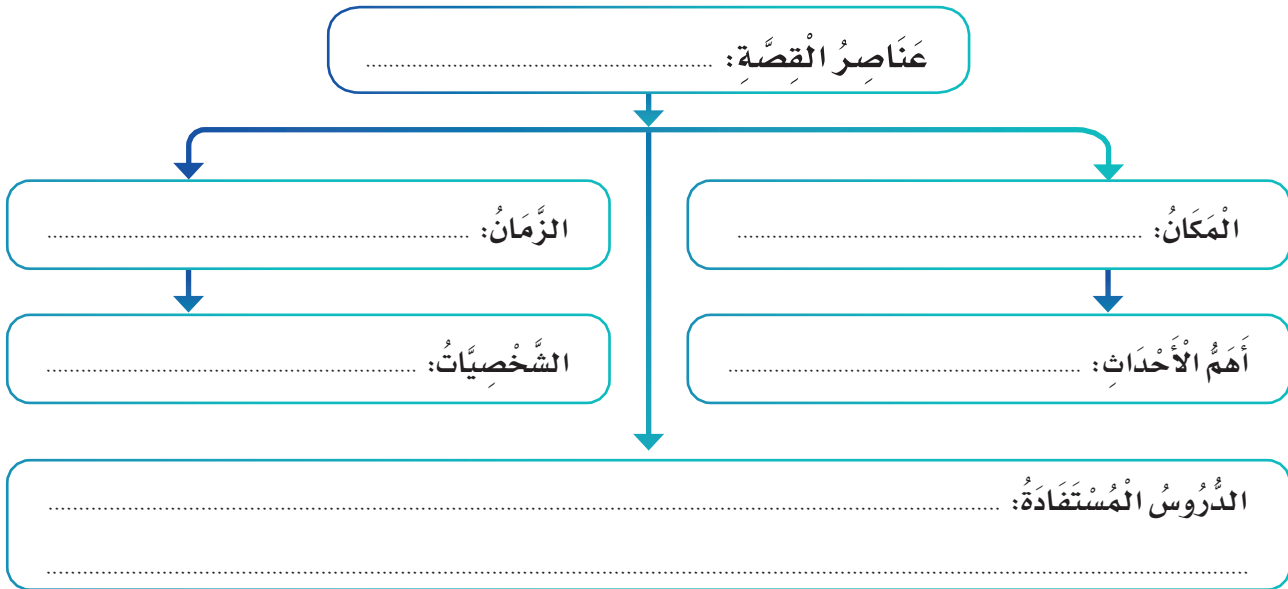 عَنَاصِرُ الْقِصَّةِ: ......................................................
الْمَكَانُ: ......................................................
الزَّمَانُ: ......................................................
أَهَمُّ الْأَحْدَاثِ: ......................................................
الشَّخْصِيَّاتُ: ......................................................
الدُّرُوسُ الْمُسْتَفَادَةُ: ......................................................
......................................................